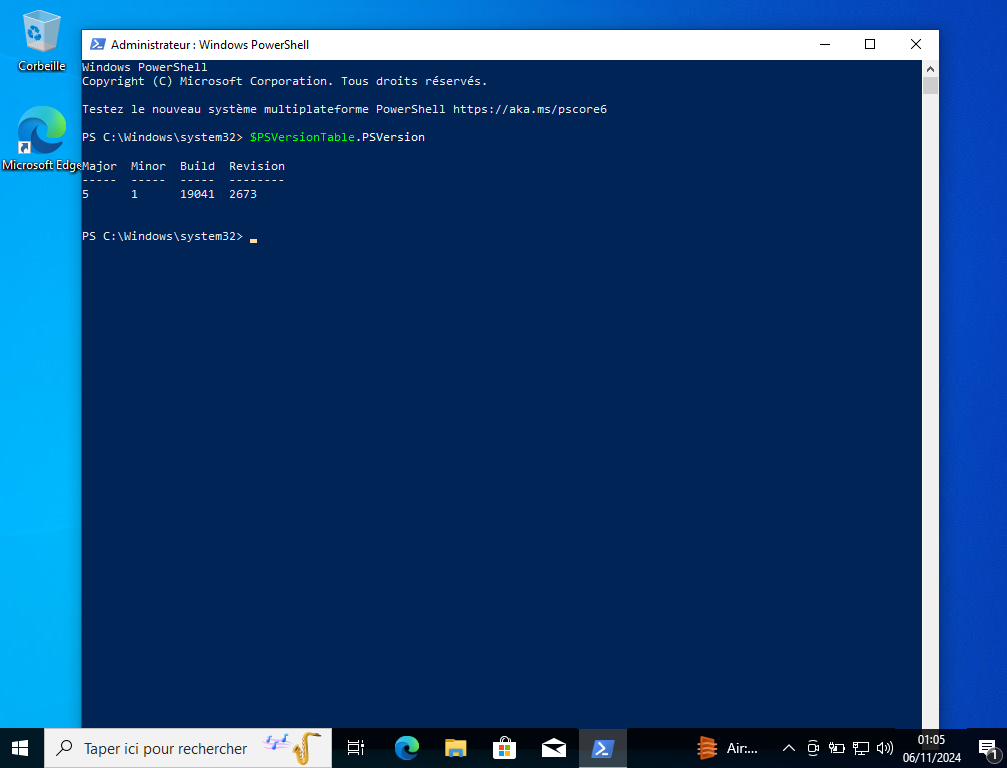 Corbeille
Microsoft Edge
Administrateur : Windows PowerShell
Windows PowerShell
Copyright (C) Microsoft Corporation. Tous droits réservés.
Testez le nouveau système multiplateforme PowerShell https://aka.ms/pscore6
PS C:\Windows\system32> $PSVersionTable.PSVersion
Major  Minor  Build  Revision
-----  -----  -----  --------
5      1      19041  2673
PS C:\Windows\system32>
Taper ici pour rechercher
Air:...
01:05
06/11/2024
1